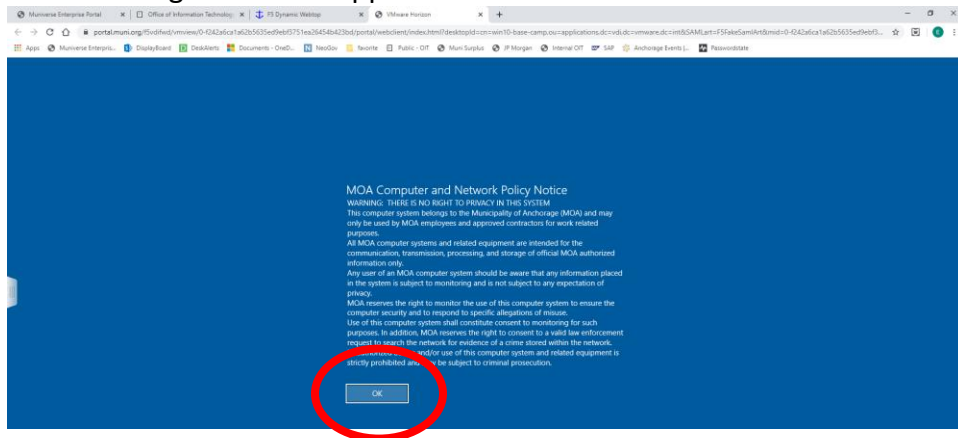 Muniverse Enterprise Portal Office of Information Technology F5 Dynamic Webtop VMware Horizon
portal.muni.org/f5vdifwd/vmview/0-f242a6ca1a62b5635ed9ebf5751ea26454b423bd/portal/webclient/index.html?desktopId=cn=win10-base-camp,ou=applications,dc=vdi,dc=vmware,dc=int&SAMLart=F5FakeSamlArt&umid=0-f242a6ca1a62b5635ed9ebf3...
Apps Muniverse Enterpris... DisplayBoard DeskAlerts Documents - OneD... NeoGov favorite Public - OIT Muni Surplus JP Morgan Internal OIT SAP Anchorage Events |... Passwordstate
MOA Computer and Network Policy Notice
WARNING: THERE IS NO RIGHT TO PRIVACY IN THIS SYSTEM
This computer system belongs to the Municipality of Anchorage (MOA) and may
only be used by MOA employees and approved contractors for work related
purposes.
All MOA computer systems and related equipment are intended for the
communication, transmission, processing, and storage of official MOA authorized
information only.
Any user of an MOA computer system should be aware that any information placed
in the system is subject to monitoring and is not subject to any expectation of
privacy.
MOA reserves the right to monitor the use of this computer system to ensure the
computer security and to respond to specific allegations of misuse.
Use of this computer system shall constitute consent to monitoring for such
purposes. In addition, MOA reserves the right to consent to a valid law enforcement
request to search the network for evidence of a crime stored within the network.
and/or use of this computer system and related equipment is
strictly prohibited and may be subject to criminal prosecution.
OK